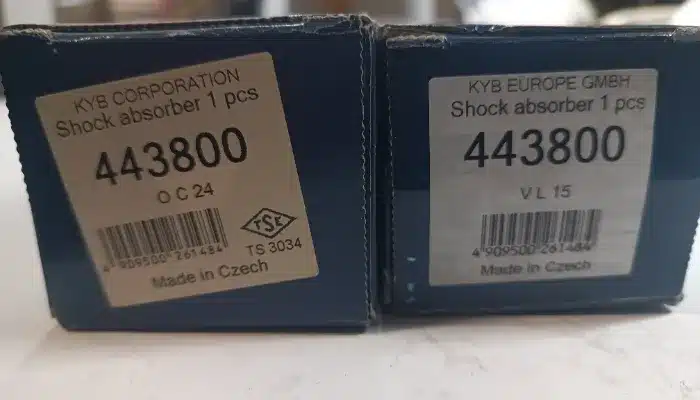 KYB CORPORATION
Shock absorber 1 pcs
443800
O C 24
4 909500 261484
TSK
TS 3034
Made in Czech
KYB EUROPE GMBH
Shock absorber 1 pcs
443800
V L 15
4 909500 261484
Made in Czech